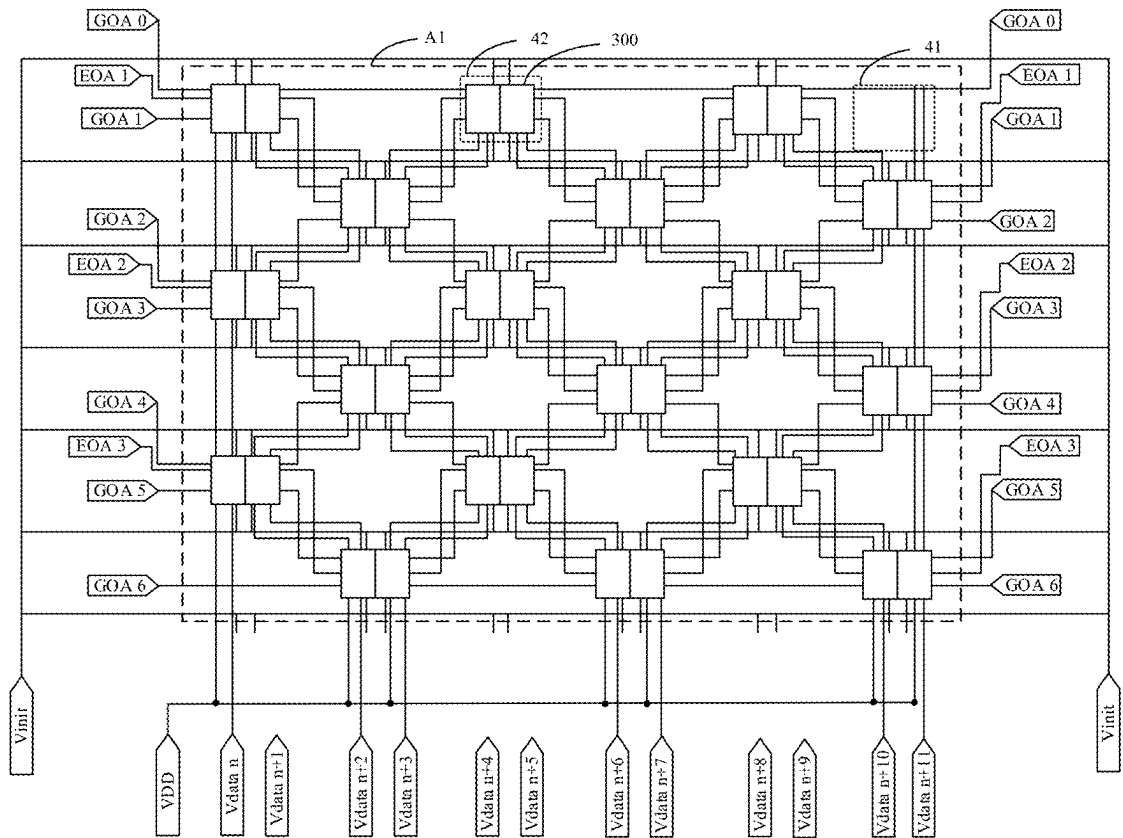 GOA 0
A1
42
300
41
GOA 0
EOA 1
EOA 1
GOA 1
GOA 1
GOA 2
GOA 2
EOA 2
EOA 2
GOA 3
GOA 3
GOA 4
GOA 4
EOA 3
EOA 3
GOA 5
GOA 5
GOA 6
GOA 6
Vinit
Vinit
VDD
Vdata n
Vdata n+1
Vdata n+2
Vdata n+3
Vdata n+4
Vdata n+5
Vdata n+6
Vdata n+7
Vdata n+8
Vdata n+9
Vdata n+10
Vdata n+11